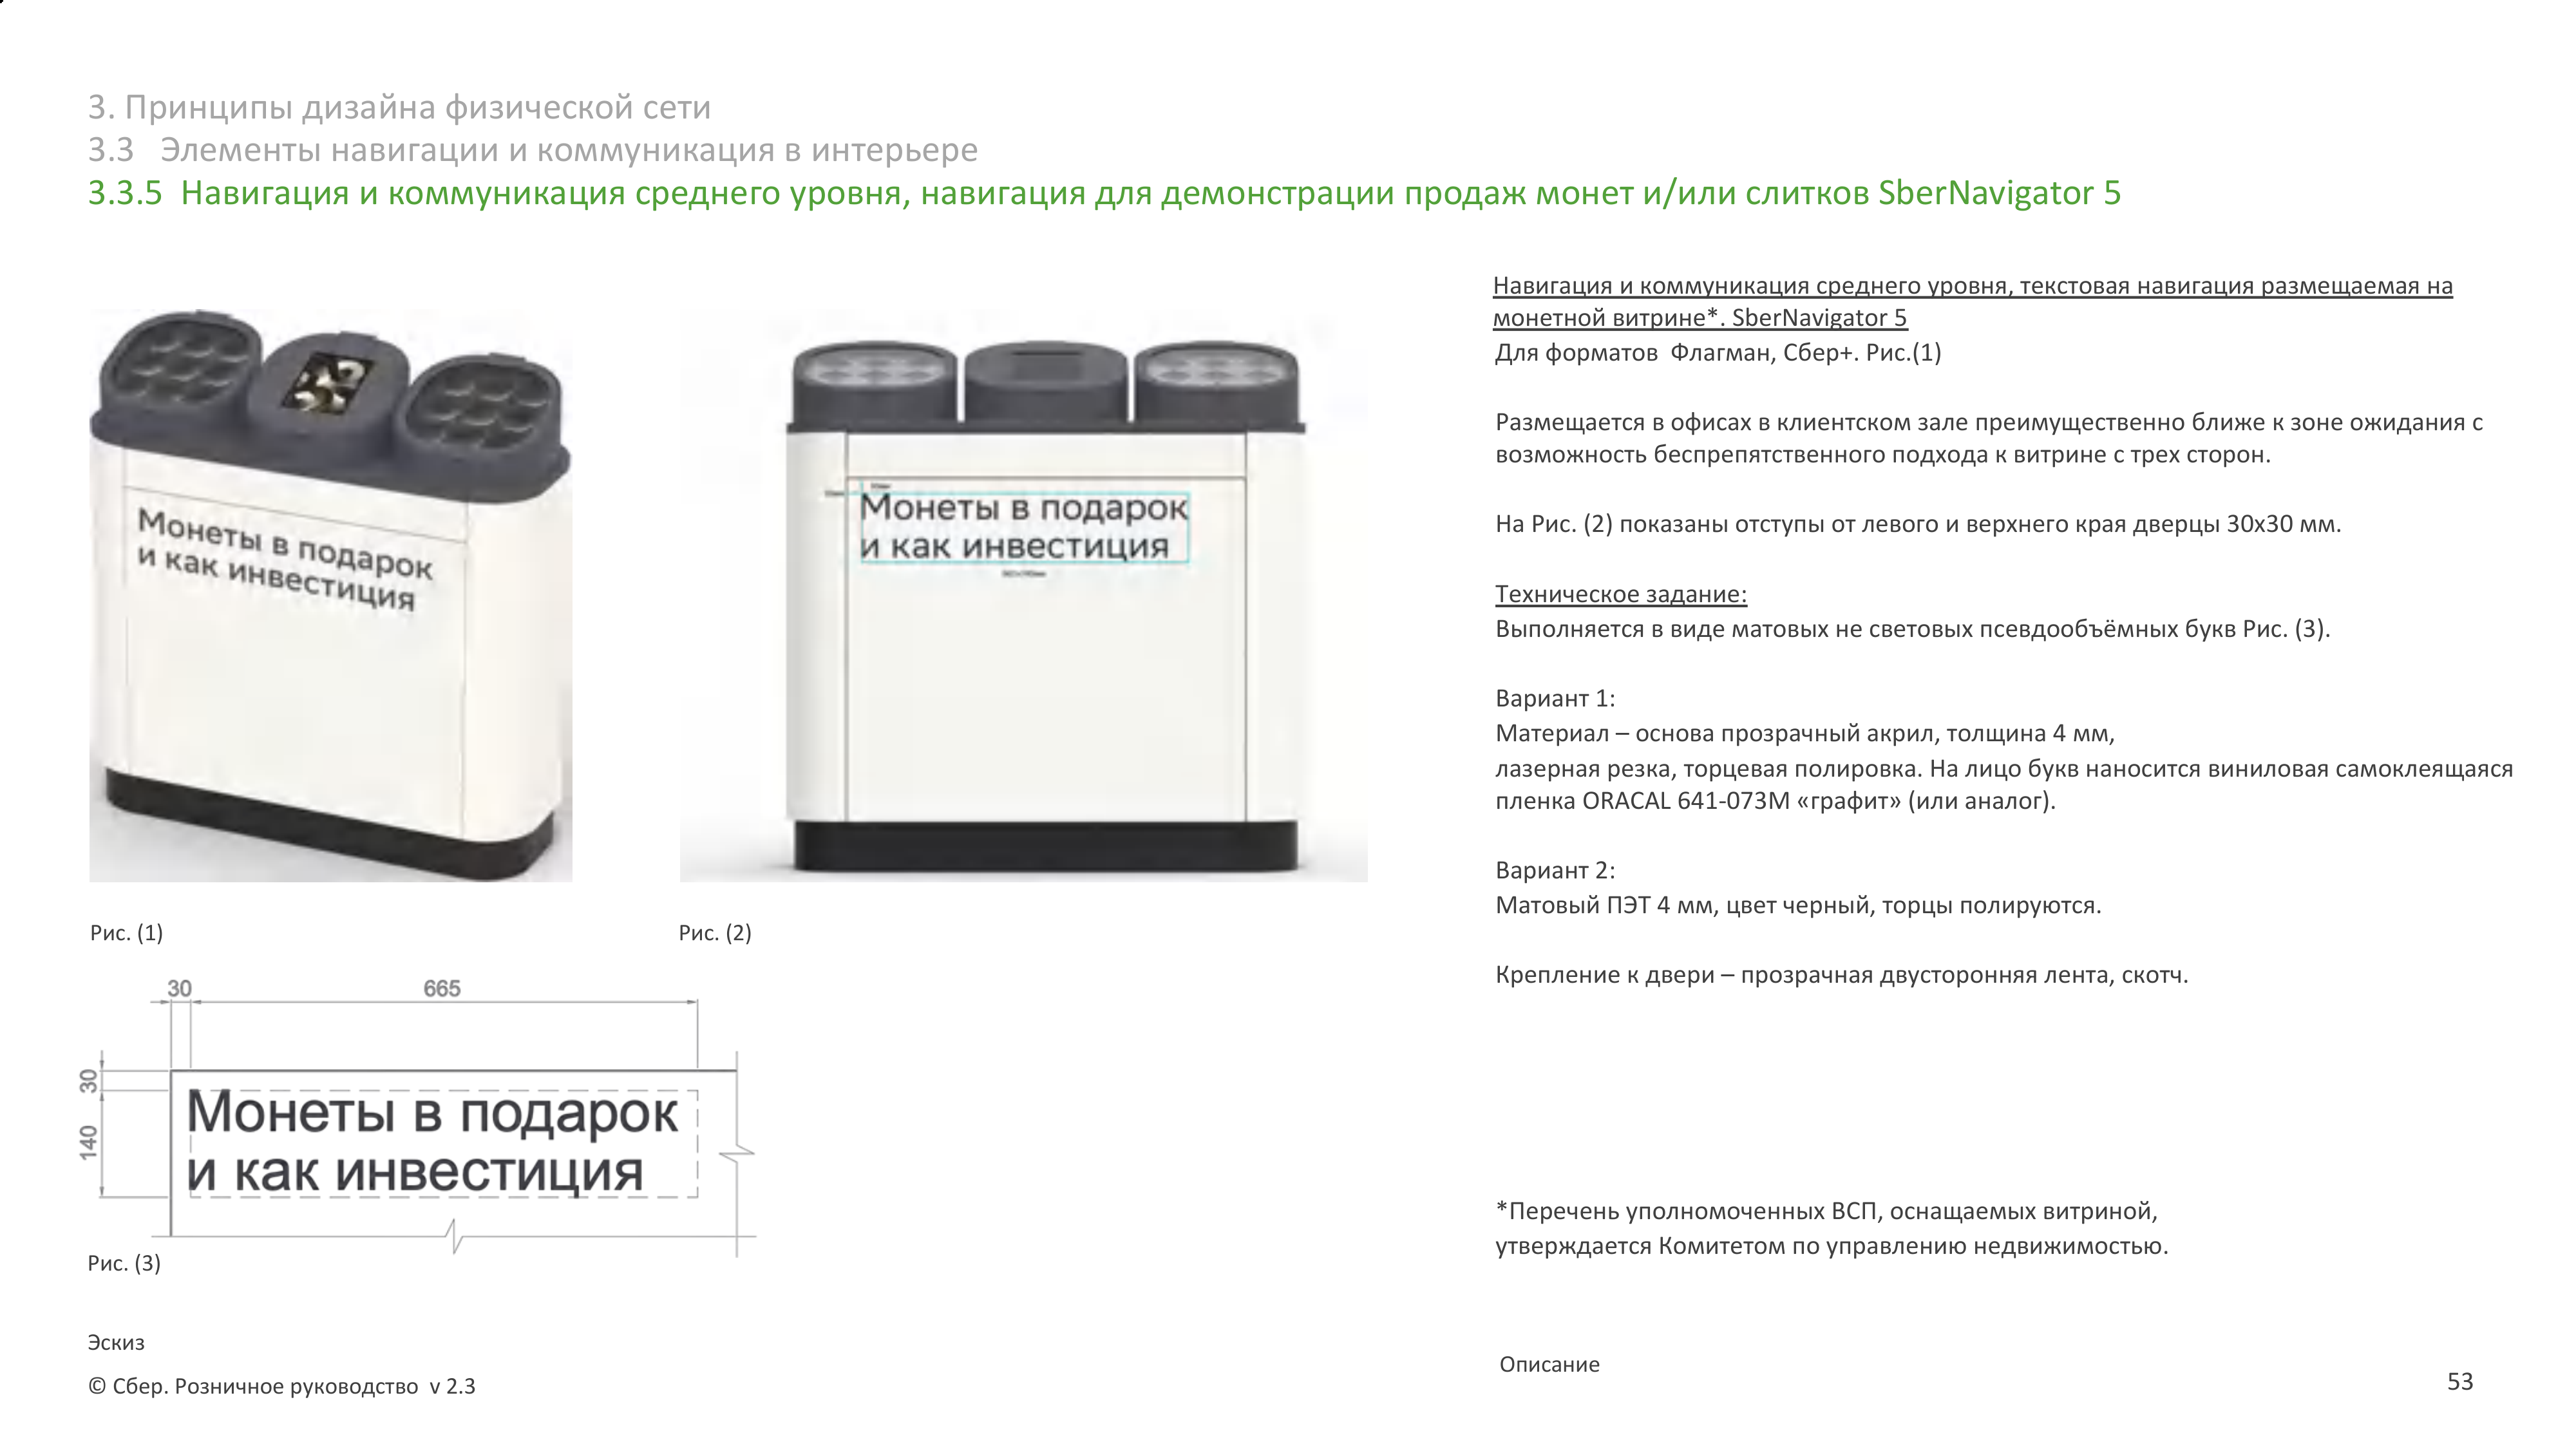 3. Принципы дизайна физической сети
3.3 Элементы навигации и коммуникация в интерьере
3.3.5 Навигация и коммуникация среднего уровня, навигация для демонстрации продаж монет и/или слитков SberNavigator 5
Монеты в подарок
и как инвестиция
Рис. (1)
Монеты в подарок
и как инвестиция
Рис. (2)
30
665
30
140
Монеты в подарок
и как инвестиция
Рис. (3)
Эскиз
© Сбер. Розничное руководство v 2.3
Навигация и коммуникация среднего уровня, текстовая навигация размещаемая на
монетной витрине*. SberNavigator 5
Для форматов Флагман, Сбер+. Рис.(1)
Размещается в офисах в клиентском зале преимущественно ближе к зоне ожидания с
возможность беспрепятственного подхода к витрине с трех сторон.
На Рис. (2) показаны отступы от левого и верхнего края дверцы 30х30 мм.
Техническое задание:
Выполняется в виде матовых не световых псевдообъёмных букв Рис. (3).
Вариант 1:
Материал – основа прозрачный акрил, толщина 4 мм,
лазерная резка, торцевая полировка. На лицо букв наносится виниловая самоклеящаяся
пленка ORACAL 641-073M «графит» (или аналог).
Вариант 2:
Матовый ПЭТ 4 мм, цвет черный, торцы полируются.
Крепление к двери – прозрачная двусторонняя лента, скотч.
*Перечень уполномоченных ВСП, оснащаемых витриной,
утверждается Комитетом по управлению недвижимостью.
Описание
53